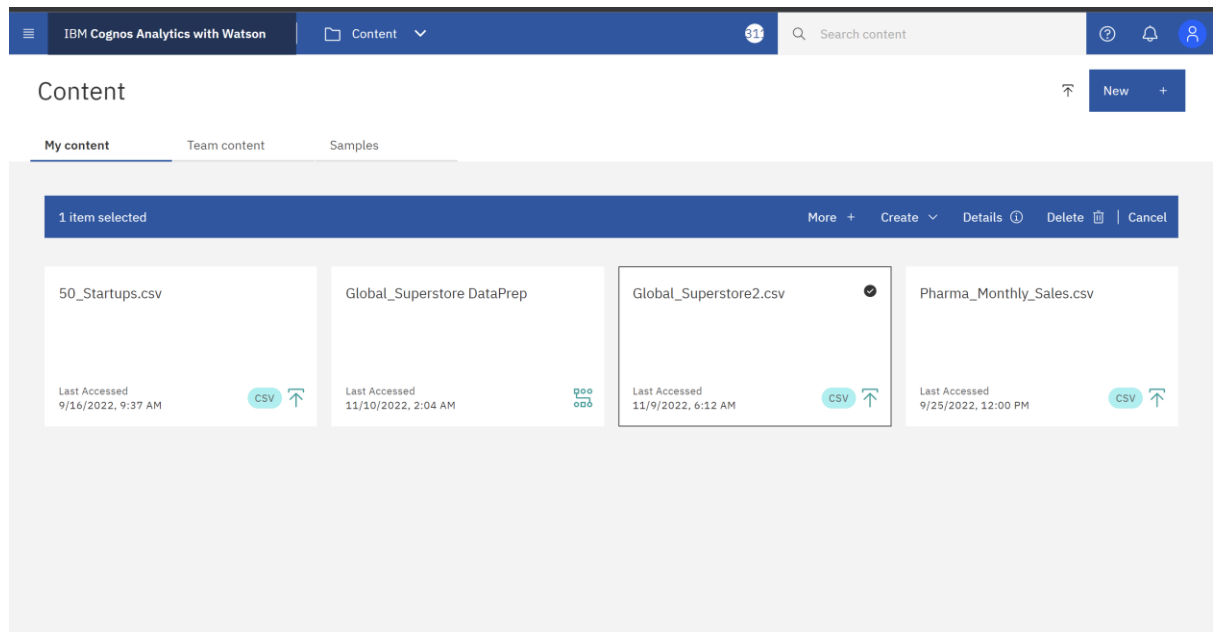 IBM Cognos Analytics with Watson
Content
Search content
Content
New +
My content
Team content
Samples
1 item selected
More +
Create
Details
Delete
Cancel
50_Startups.csv
Last Accessed
9/16/2022, 9:37 AM
CSV
Global_Superstore DataPrep
Last Accessed
11/10/2022, 2:04 AM
Global_Superstore2.csv
Last Accessed
11/9/2022, 6:12 AM
CSV
Pharma_Monthly_Sales.csv
Last Accessed
9/25/2022, 12:00 PM
CSV